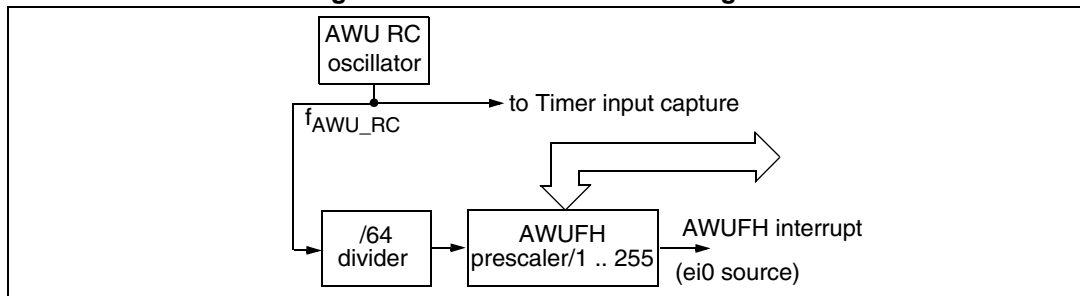 AWU RC
oscillator
to Timer input capture
fAWU_RC
/64
divider
AWUFH
prescaler/1 .. 255
AWUFH interrupt
(ei0 source)